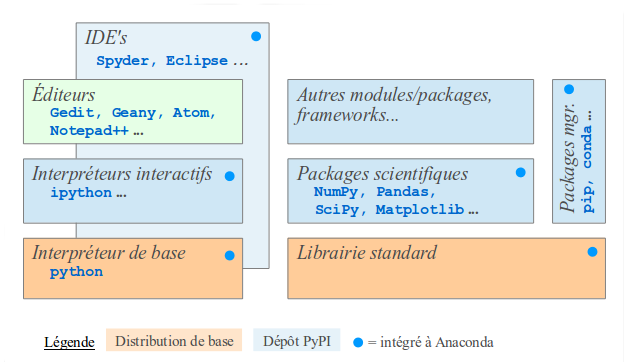 IDE's
Spyder, Eclipse ...
Éditeurs
Gedit, Geany, Atom,
Notepad++ ...
Interpréteurs interactifs
ipython ...
Interpréteur de base
python
Autres modules/packages,
frameworks...
Packages scientifiques
NumPy, Pandas,
SciPy, Matplotlib ...
Librairie standard
Packages mgr.
pip, conda ...
Légende
Distribution de base
Dépôt PyPI
= intégré à Anaconda